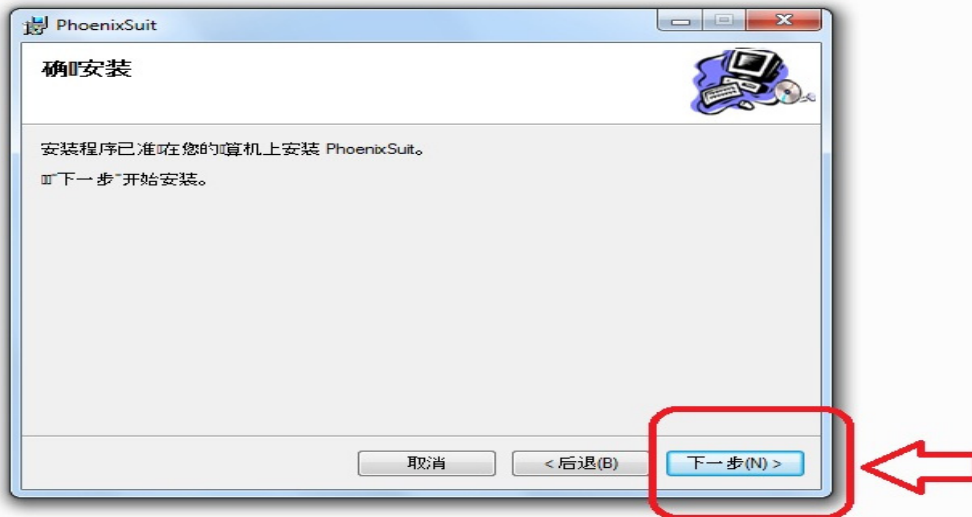 PhoenixSuit
确安装
安装程序已准在您的算机上安装 PhoenixSuit。
"下一步"开始安装。
取消
< 后退(B)
下一步(N) >